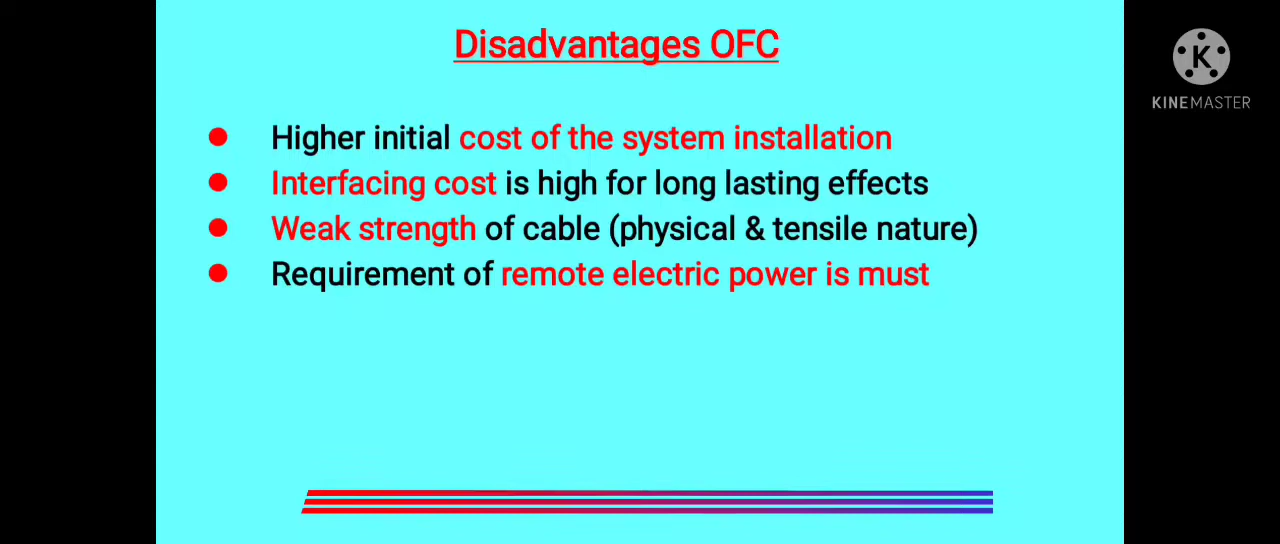 Disadvantages OFC
K
KINEMASTER
Higher initial cost of the system installation
Interfacing cost is high for long lasting effects
Weak strength of cable (physical & tensile nature)
Requirement of remote electric power is must